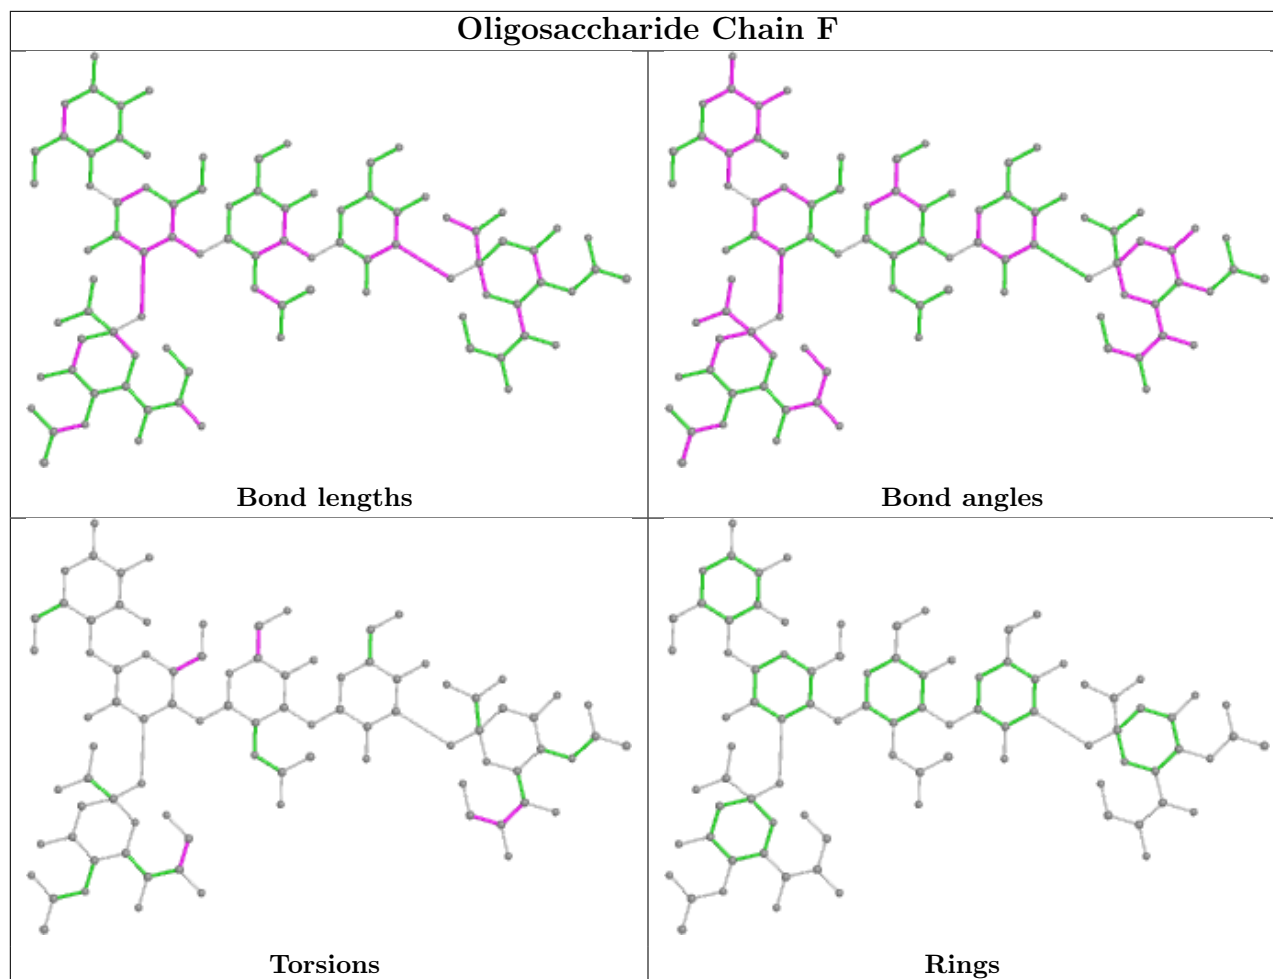 Oligosaccharide Chain F
Bond lengths
Bond angles
Torsions
Rings